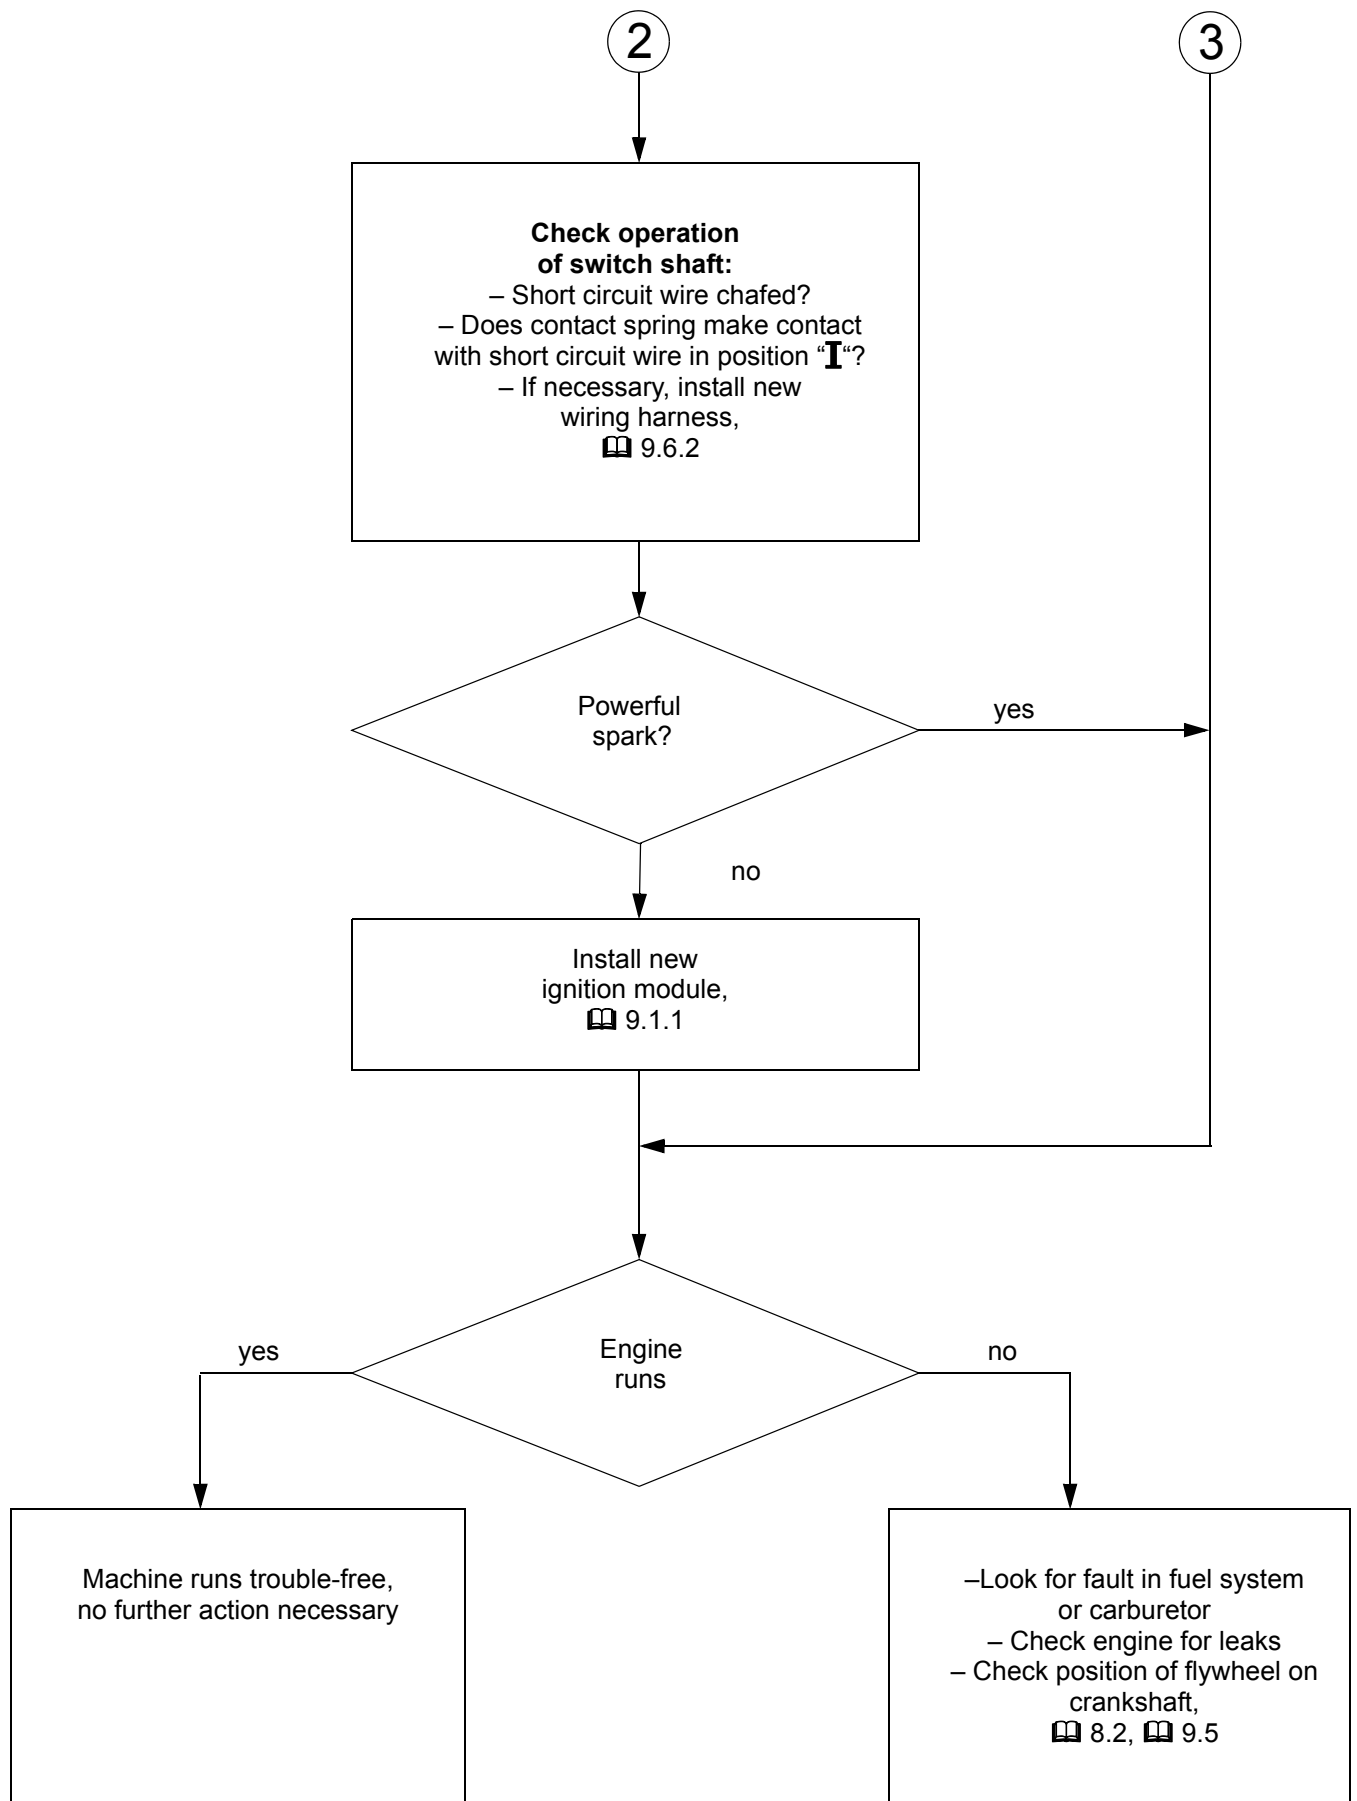 2
3
Check operation
of switch shaft:
– Short circuit wire chafed?
– Does contact spring make contact
with short circuit wire in position “I“?
– If necessary, install new
wiring harness,
9.6.2
Powerful
spark?
yes
no
Install new
ignition module,
9.1.1
Engine
runs
yes
no
Machine runs trouble-free,
no further action necessary
–Look for fault in fuel system
or carburetor
– Check engine for leaks
– Check position of flywheel on
crankshaft,
8.2, 9.5